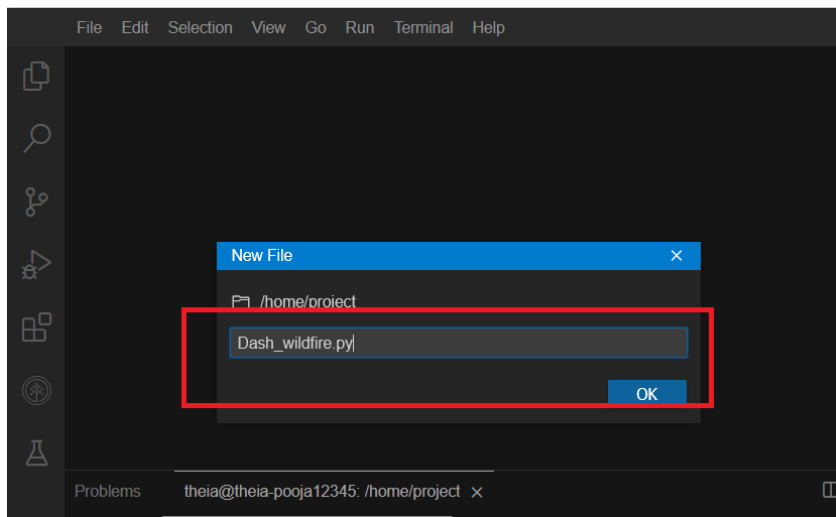 File Edit Selection View Go Run Terminal Help
New File
/home/project
Dash_wildfire.py
OK
Problems theia@theia-pooja12345: /home/project